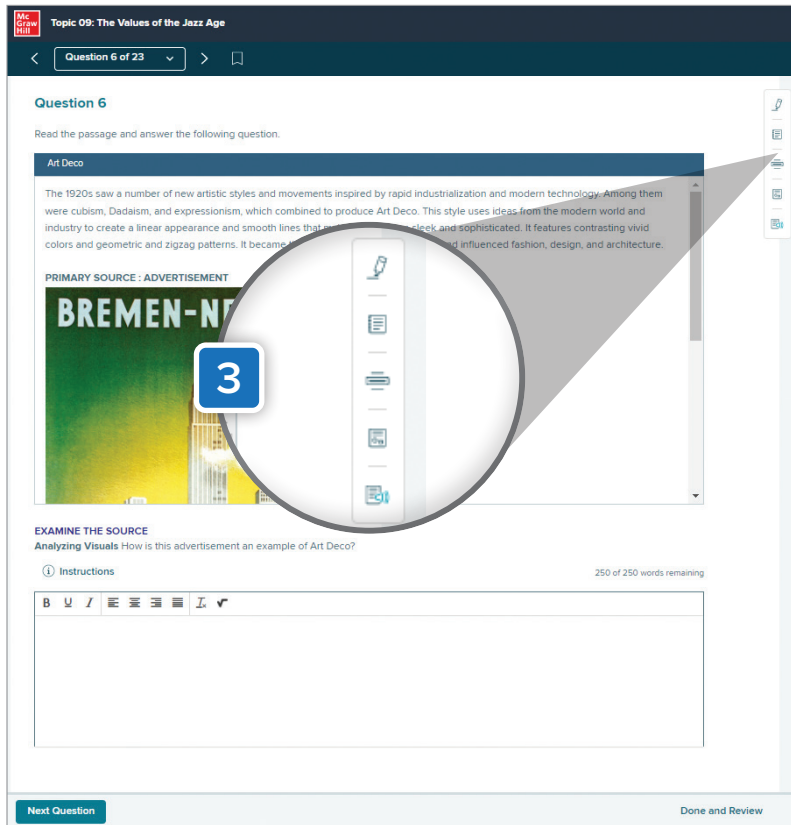 Mc
Graw
Hill
Topic 09: The Values of the Jazz Age
Question 6 of 23
Question 6
Read the passage and answer the following question.
Art Deco
The 1920s saw a number of new artistic styles and movements inspired by rapid industrialization and modern technology. Among them
were cubism, Dadaism, and expressionism, which combined to produce Art Deco. This style uses ideas from the modern world and
industry to create a linear appearance and smooth lines that sleek and sophisticated. It features contrasting vivid
colors and geometric and zigzag patterns. It became and influenced fashion, design, and architecture.
PRIMARY SOURCE : ADVERTISEMENT
BREMEN-NE
3
EXAMINE THE SOURCE
Analyzing Visuals How is this advertisement an example of Art Deco?
Instructions
250 of 250 words remaining
B U I
Next Question
Done and Review